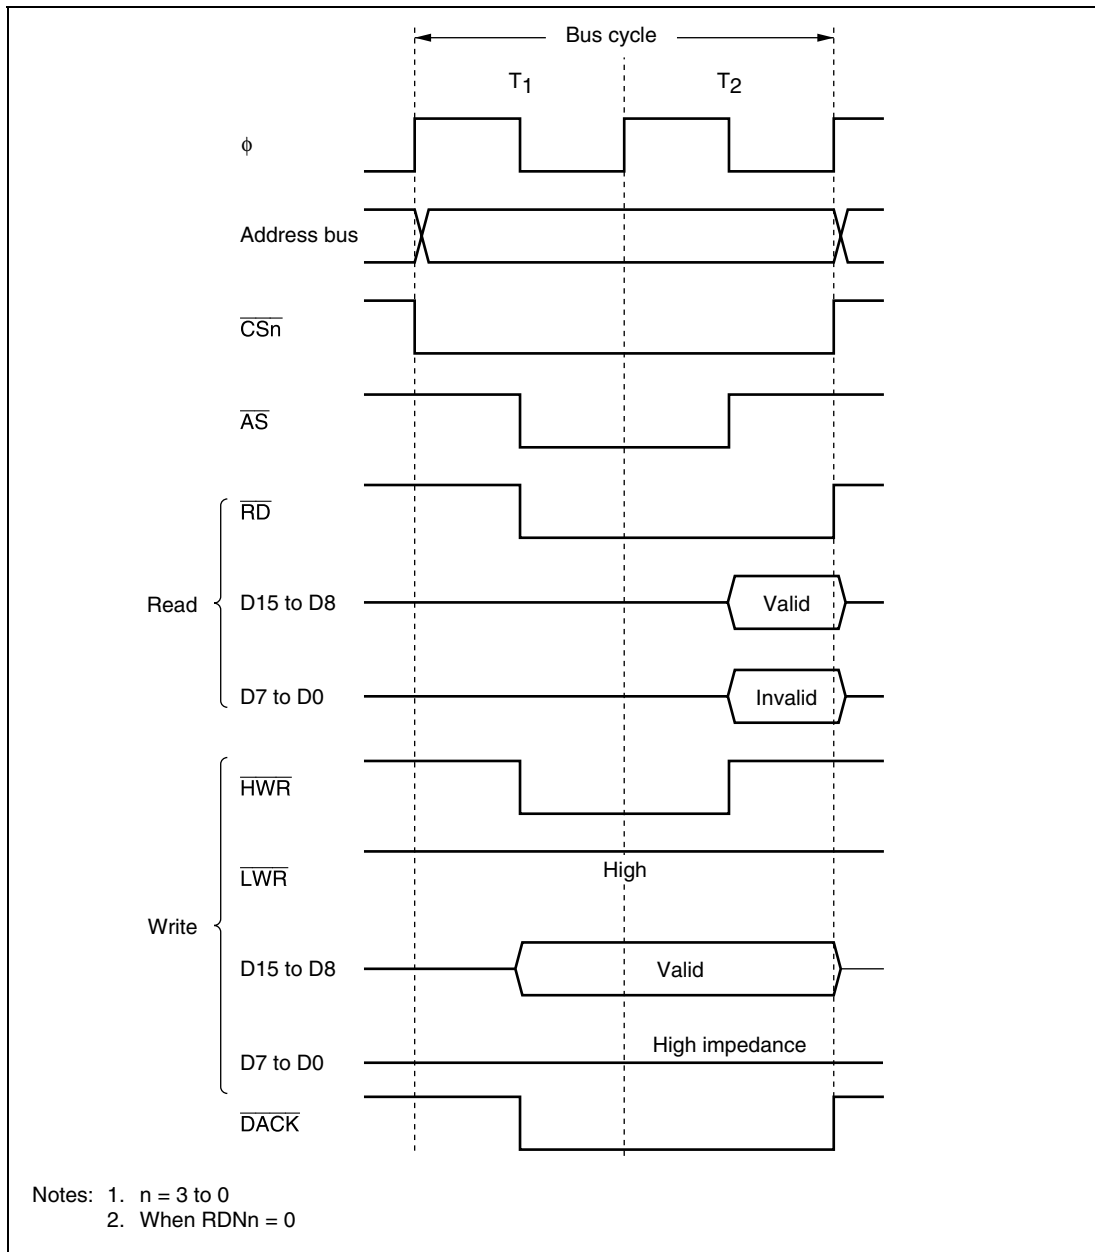 Bus cycle
T1 T2
ϕ
Address bus
CSn
AS
RD
Read D15 to D8 Valid
D7 to D0 Invalid
HWR
LWR High
Write
D15 to D8 Valid
D7 to D0 High impedance
DACK
Notes: 1. n = 3 to 0
2. When RDNn = 0